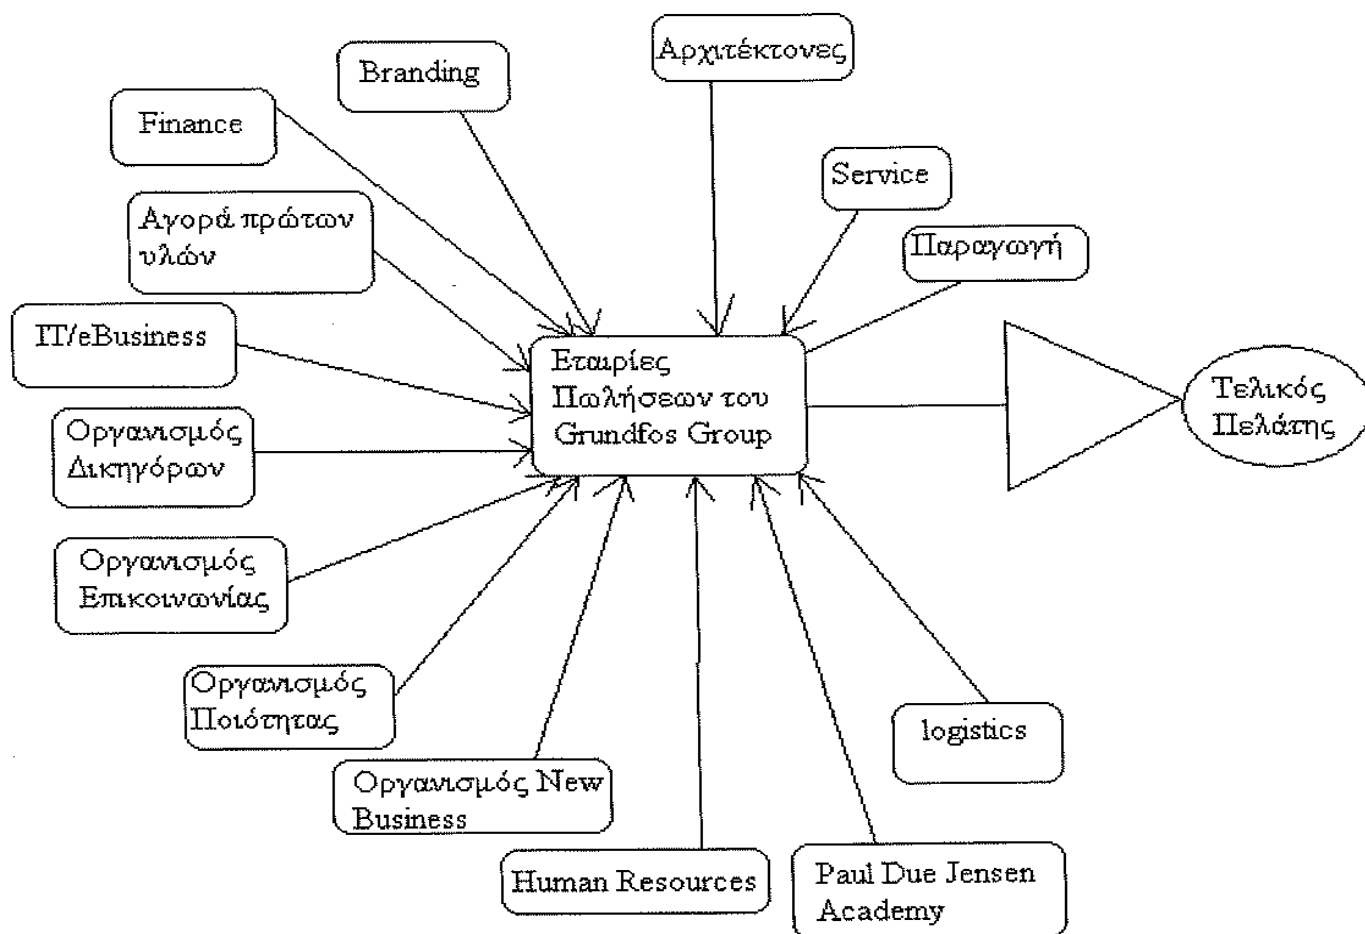 Αρχιτέκτονες
Branding
Finance
Service
Αγορά πρώτων
υλών
Παραγωγή
IT/eBusiness
Εταιρίες
Πωλήσεων του
Grundfos Group
Τελικός
Πελάτης
Οργανισμός
Δικηγόρων
Οργανισμός
Επικοινωνίας
Οργανισμός
Ποιότητας
logistics
Οργανισμός New
Business
Human Resources
Paul Due Jensen
Academy